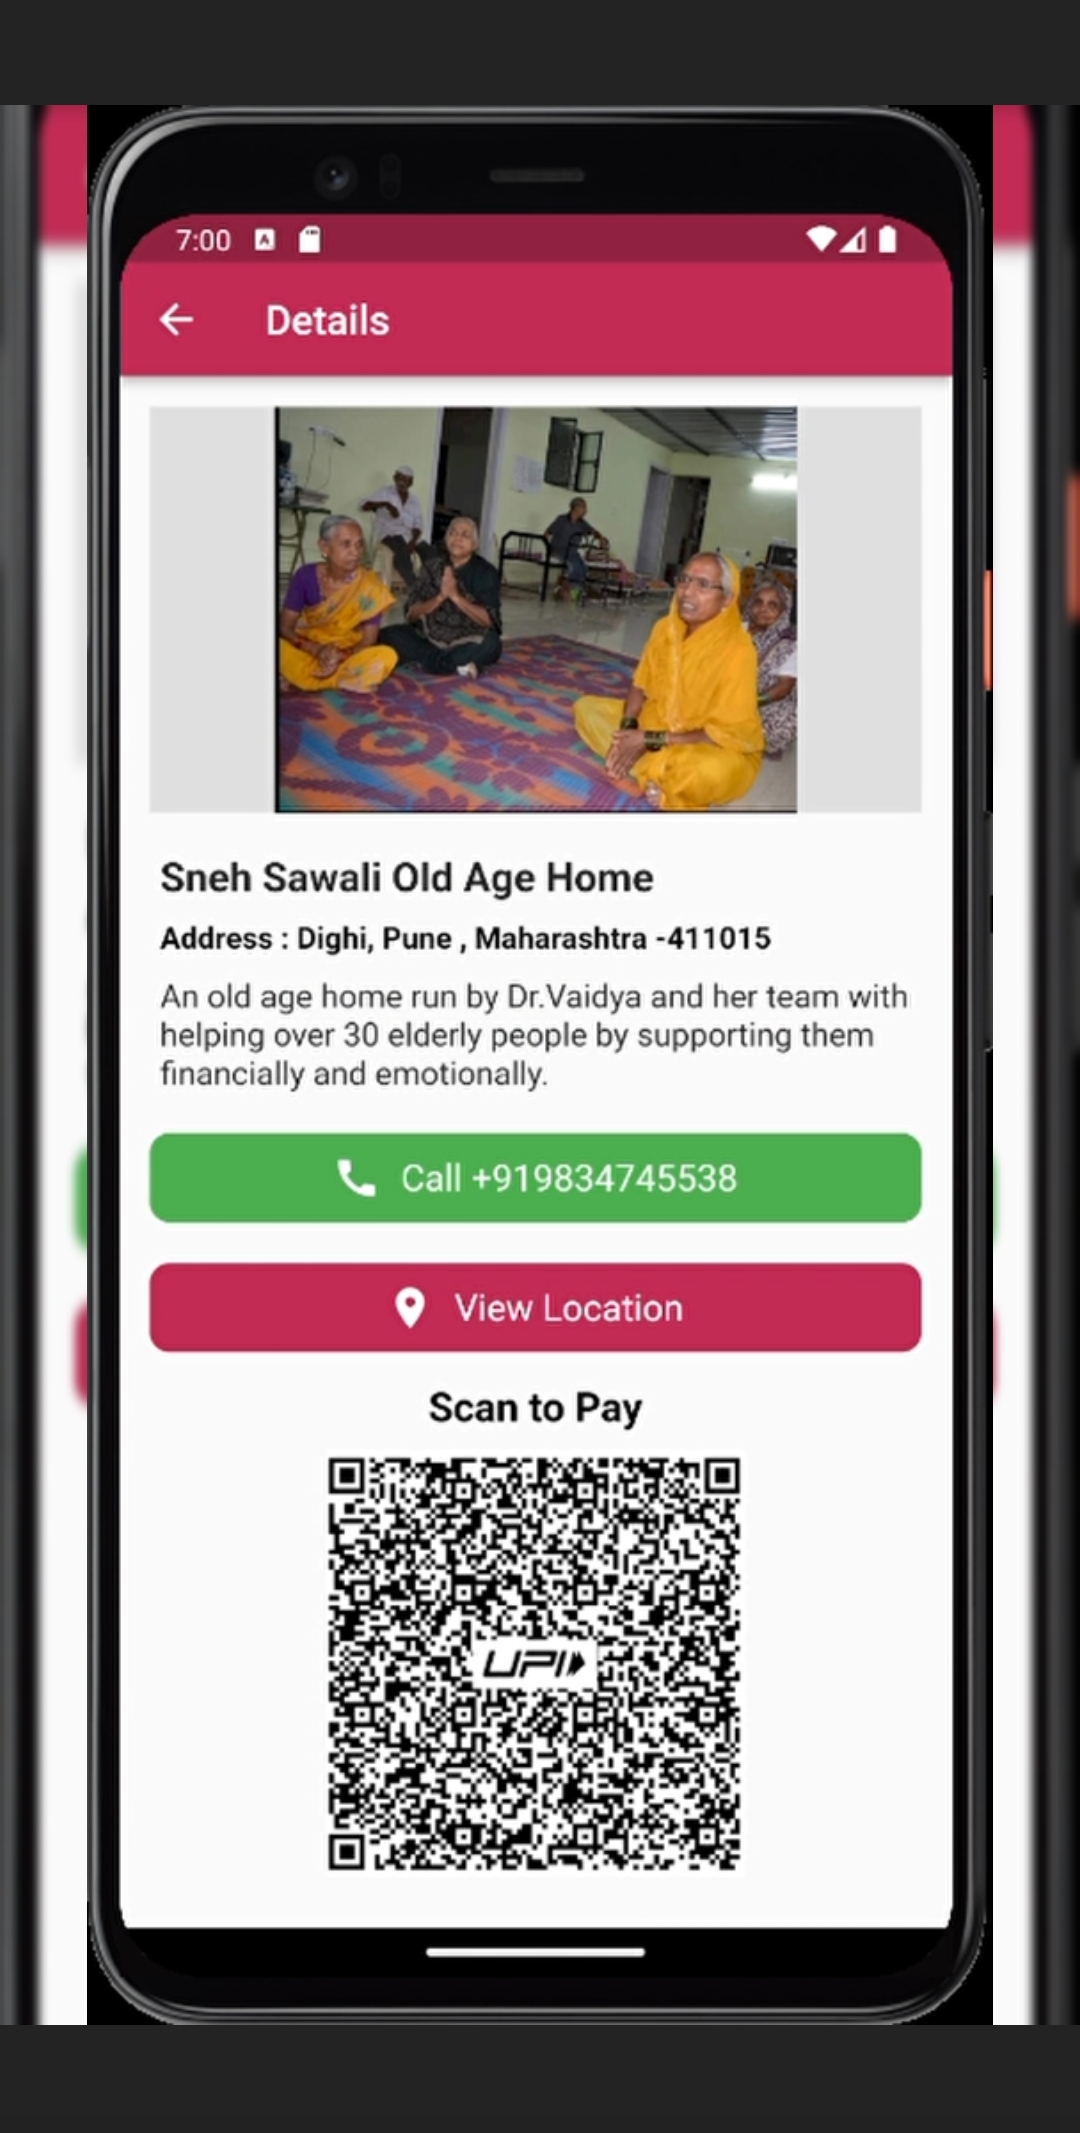 7:00
Details
Sneh Sawali Old Age Home
Address : Dighi, Pune , Maharashtra -411015
An old age home run by Dr.Vaidya and her team with
helping over 30 elderly people by supporting them
financially and emotionally.
Call +919834745538
View Location
Scan to Pay
UPI